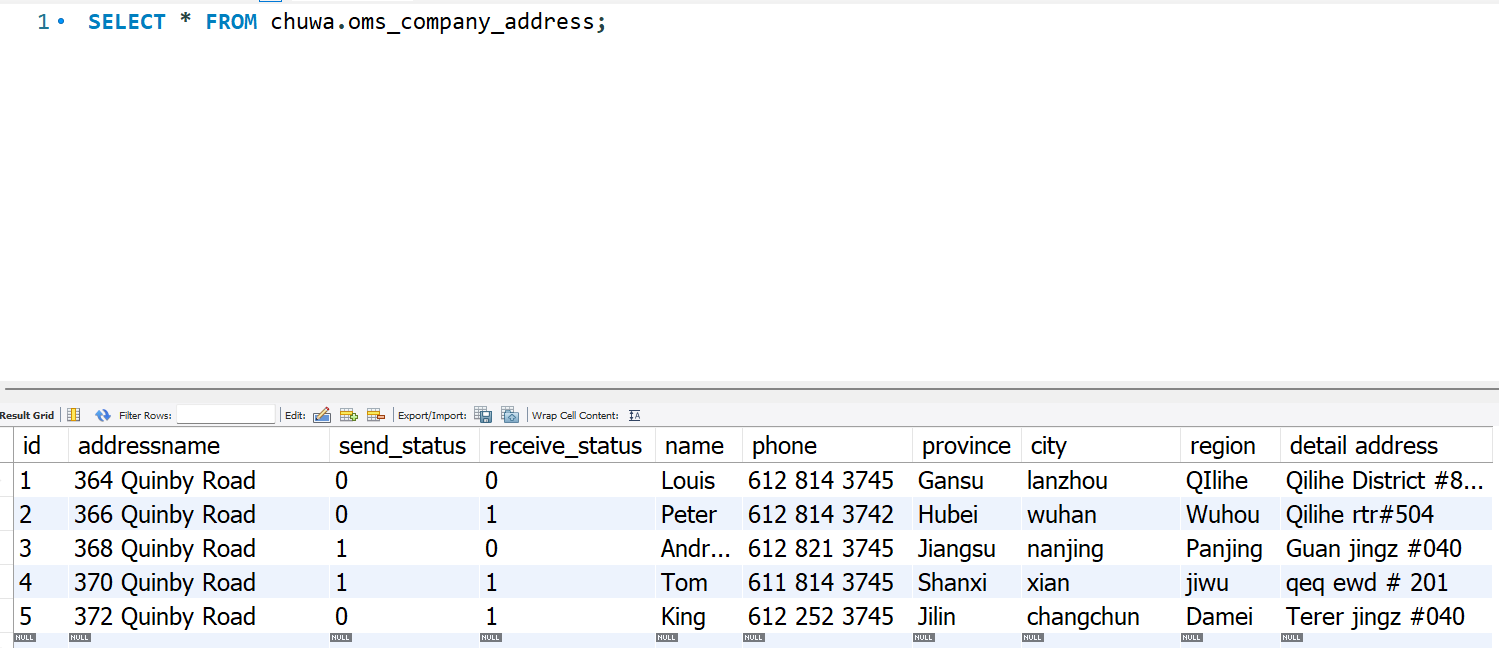 1 SELECT * FROM chuwa.oms_company_address;
Result Grid Filter Rows: Edit: Export/Import: Wrap Cell Content:
id addressname send_status receive_status name phone province city region detail address
1 364 Quinby Road 0 0 Louis 612 814 3745 Gansu lanzhou QIlihe Qilihe District #8...
2 366 Quinby Road 0 1 Peter 612 814 3742 Hubei wuhan Wuhou Qilihe rtr#504
3 368 Quinby Road 1 0 Andr... 612 821 3745 Jiangsu nanjing Panjing Guan jingz #040
4 370 Quinby Road 1 1 Tom 611 814 3745 Shanxi xian jiwu qeq ewd # 201
5 372 Quinby Road 0 1 King 612 252 3745 Jilin changchun Damei Terer jingz #040
NULL NULL NULL NULL NULL NULL NULL NULL NULL NULL